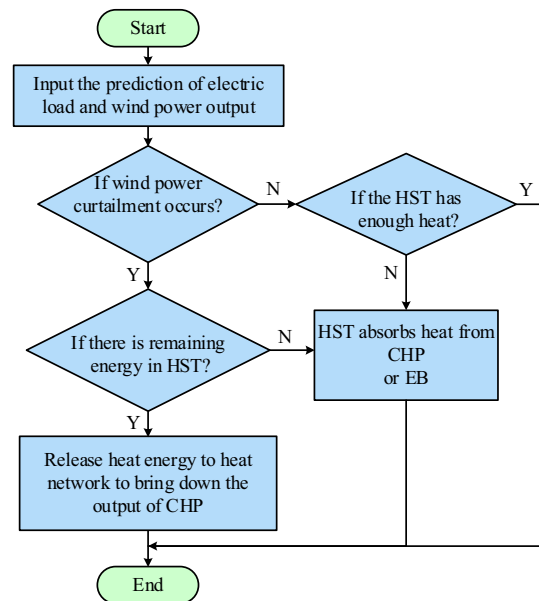 Start
Input the prediction of electric
load and wind power output
If wind power
curtailment occurs?
N
If the HST has
enough heat?
Y
Y
N
If there is remaining
energy in HST?
N
HST absorbs heat from
CHP
or EB
Y
Release heat energy to heat
network to bring down the
output of CHP
End